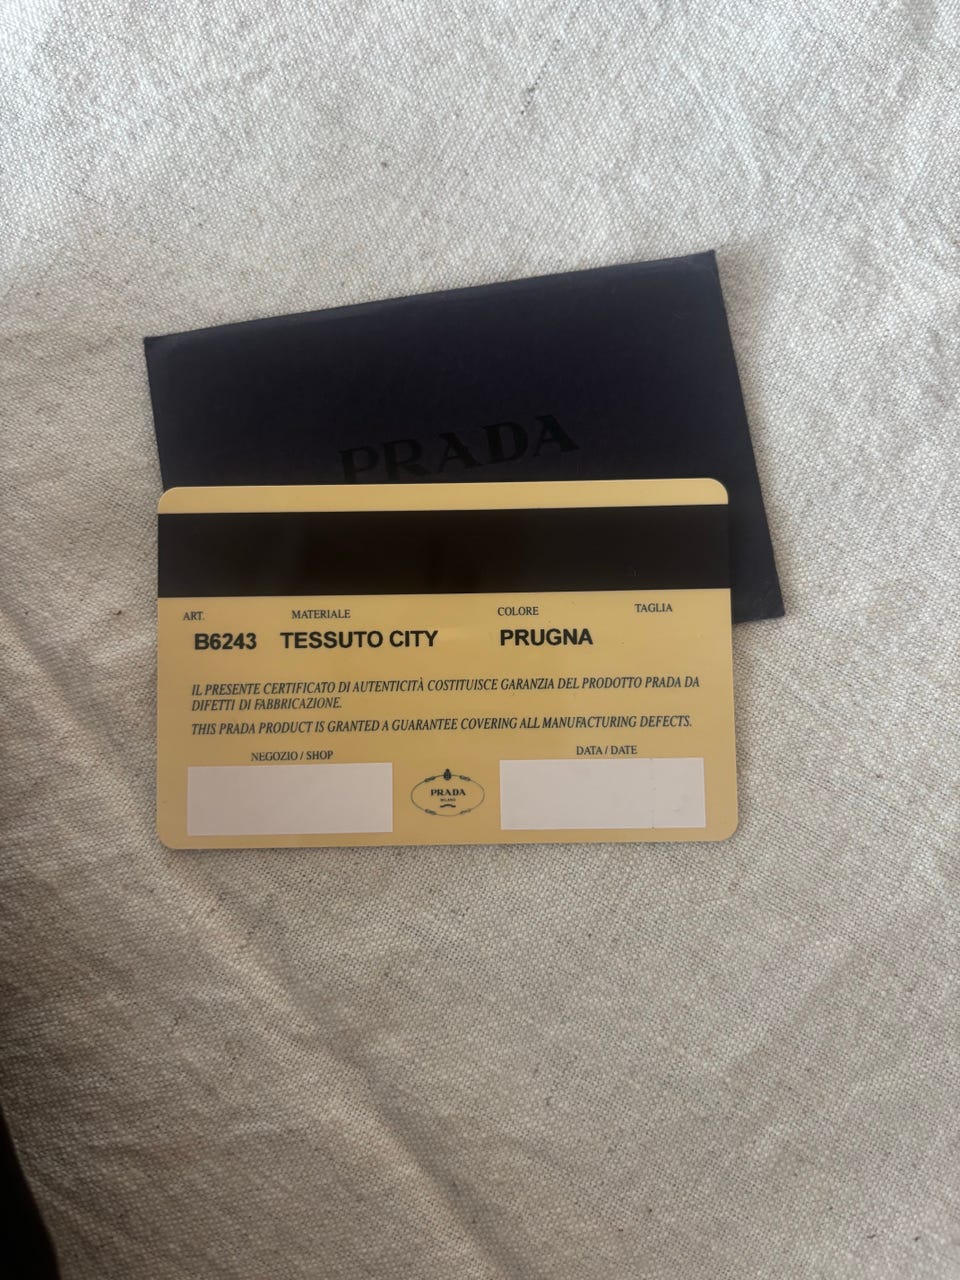 PRADA
ART. MATERIALE COLORE TAGLIA
B6243 TESSUTO CITY PRUGNA
IL PRESENTE CERTIFICATO DI AUTENTICITÀ COSTITUISCE GARANZIA DEL PRODOTTO PRADA DA
DIFETTI DI FABBRICAZIONE.
THIS PRADA PRODUCT IS GRANTED A GUARANTEE COVERING ALL MANUFACTURING DEFECTS.
NEGOZIO / SHOP DATA / DATE
PRADA
MILANO